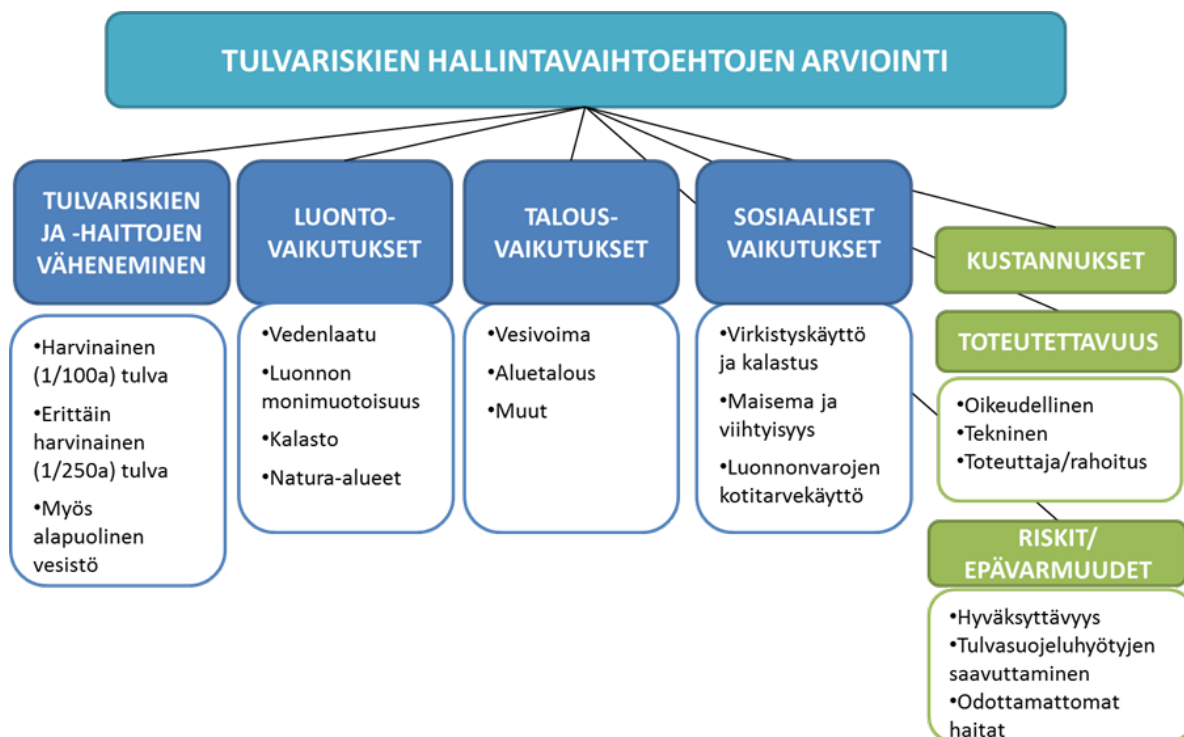 TULVARISKIEN HALLINTAVAIHTOEHTOJEN ARVIOINTI
TULVARISKIEN
JA -HAITTOJEN
VÄHENEMINEN
•Harvinainen
(1/100a) tulva
•Erittäin
harvinainen
(1/250a) tulva
•Myös
alapuolinen
vesistö
LUONTO-
VAIKUTUKSET
•Vedenlaatu
•Luonnon
monimuotoisuus
•Kalasto
•Natura-alueet
TALOUS-
VAIKUTUKSET
•Vesivoima
•Aluetalous
•Muut
SOSIAALISET
VAIKUTUKSET
•Virkistyskäyttö
ja kalastus
•Maisema ja
viihtyisyys
•Luonnonvarojen
kotitarvekäyttö
KUSTANNUKSET
TOTEUTETTAVUUS
•Oikeudellinen
•Tekninen
•Toteuttaja/rahoitus
RISKIT/
EPÄVARMUUDET
•Hyväksyttävyys
•Tulvasuojeluhyötyjen
saavuttaminen
•Odottamattomat
haitat